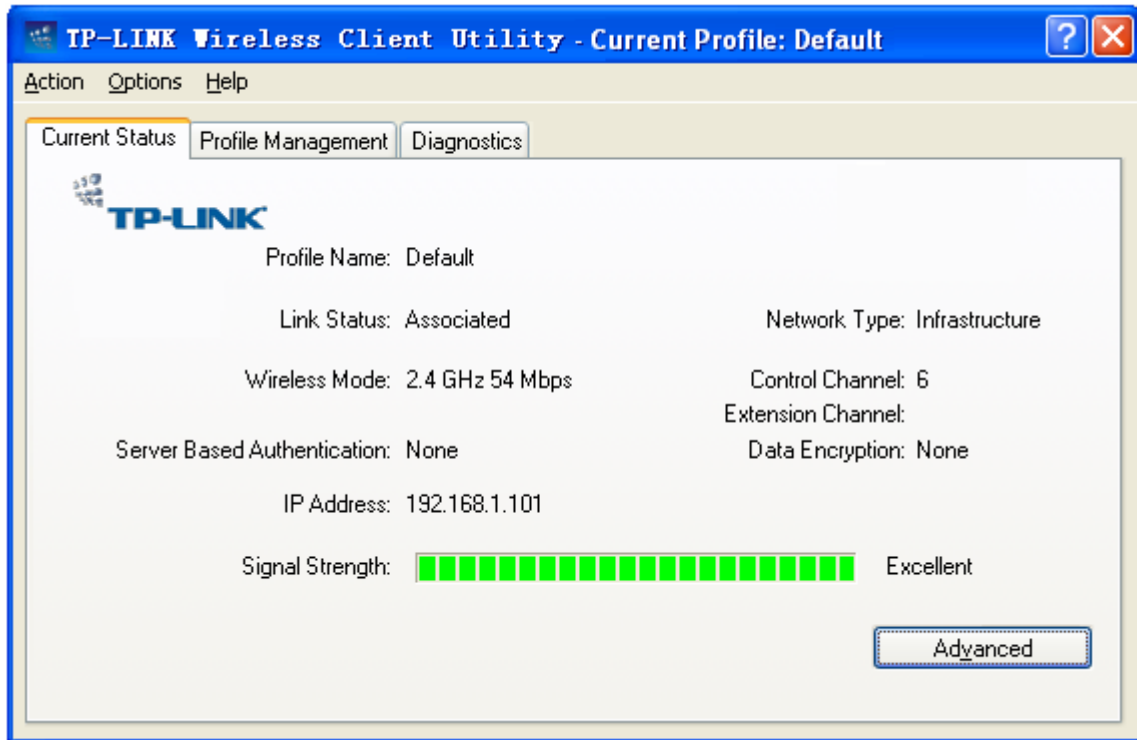 TP-LINK Wireless Client Utility - Current Profile: Default
Action Options Help
Current Status Profile Management Diagnostics
TP-LINK
Profile Name: Default
Link Status: Associated Network Type: Infrastructure
Wireless Mode: 2.4 GHz 54 Mbps Control Channel: 6
Extension Channel:
Server Based Authentication: None Data Encryption: None
IP Address: 192.168.1.101
Signal Strength: Excellent
Advanced